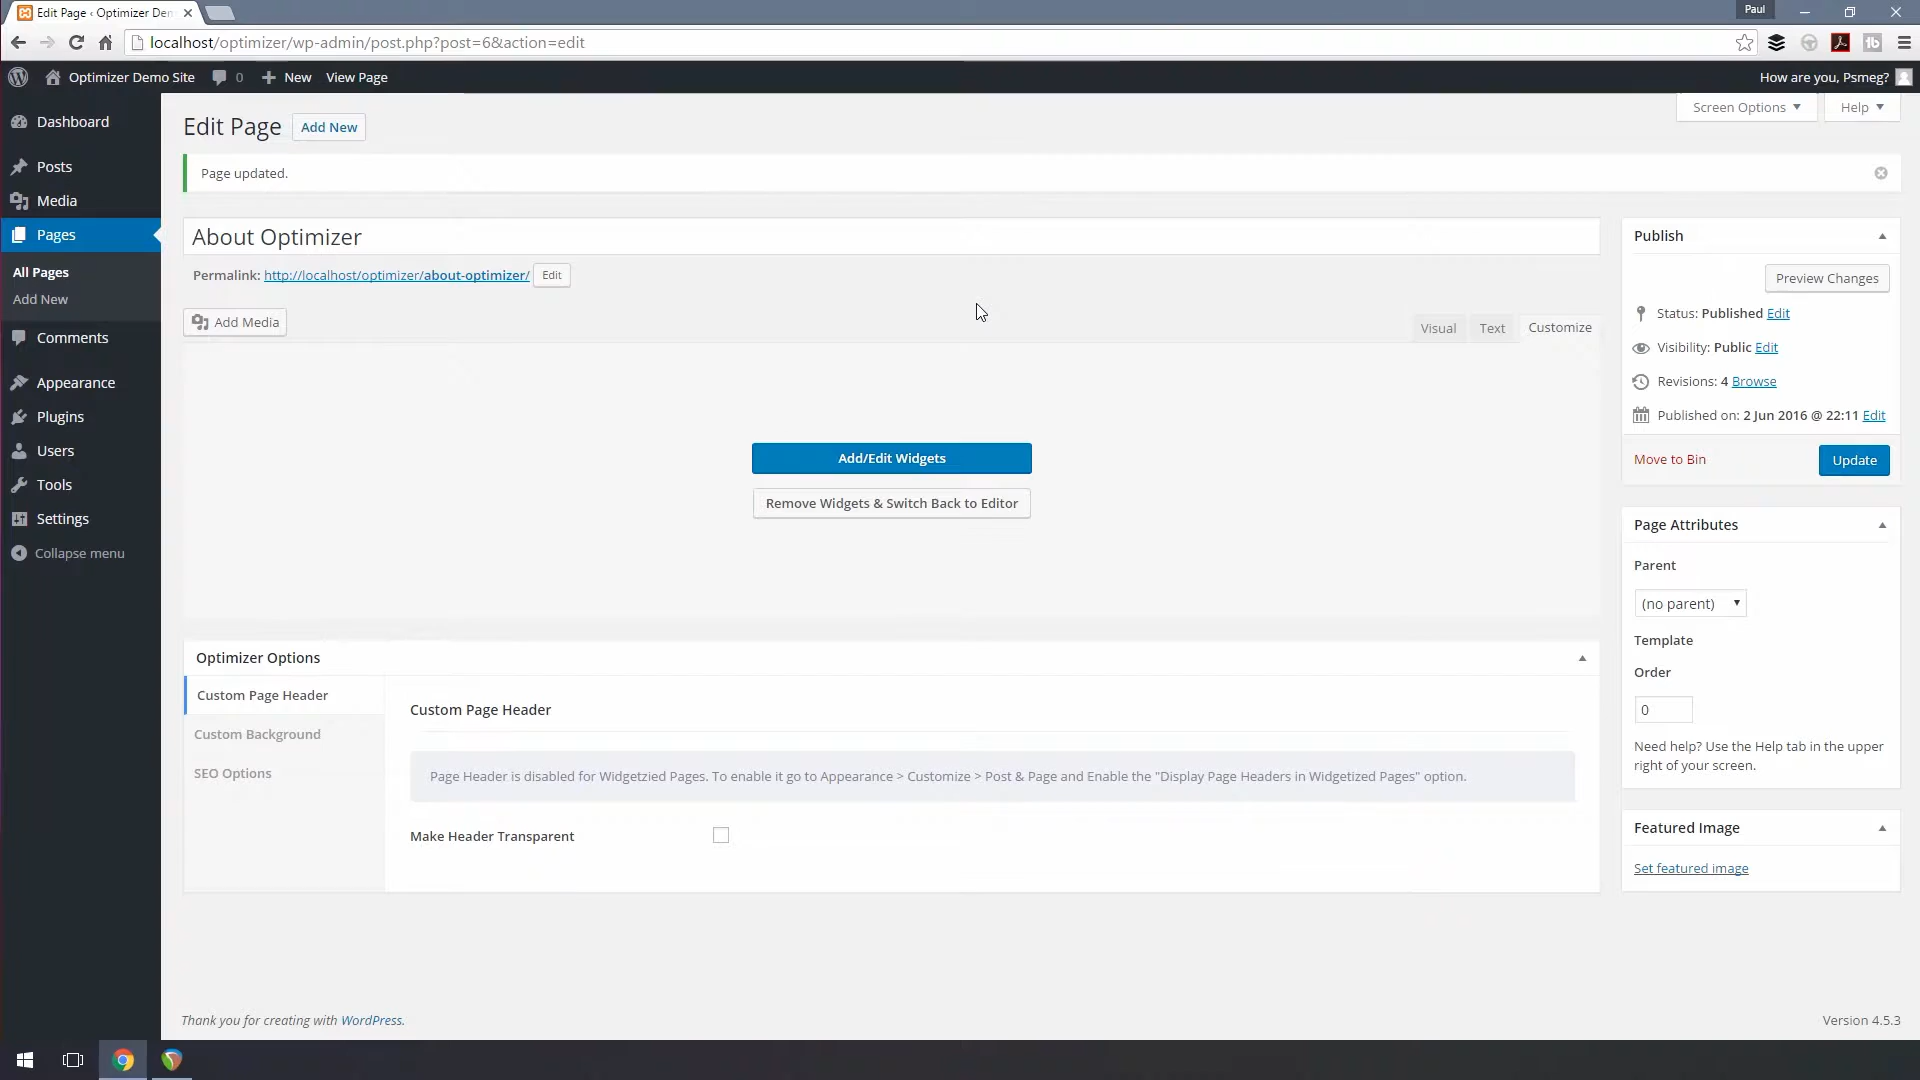 Edit Page ‹ Optimizer Den
Paul
localhost/optimizer/wp-admin/post.php?post=6&action=edit
Optimizer Demo Site
0
New
View Page
How are you, Psmeg?
Screen Options
Help
Dashboard
Posts
Media
Pages
All Pages
Add New
Comments
Appearance
Plugins
Users
Tools
Settings
Collapse menu
Edit Page
Add New
Page updated.
About Optimizer
Permalink: http://localhost/optimizer/about-optimizer/ Edit
Add Media
Visual
Text
Customize
Add/Edit Widgets
Remove Widgets & Switch Back to Editor
Optimizer Options
Custom Page Header
Custom Background
SEO Options
Custom Page Header
Page Header is disabled for Widgetzied Pages. To enable it go to Appearance > Customize > Post & Page and Enable the "Display Page Headers in Widgetized Pages" option.
Make Header Transparent
Publish
Preview Changes
Status: Published Edit
Visibility: Public Edit
Revisions: 4 Browse
Published on: 2 Jun 2016 @ 22:11 Edit
Move to Bin
Update
Page Attributes
Parent
(no parent)
Template
Order
0
Need help? Use the Help tab in the upper
right of your screen.
Featured Image
Set featured image
Thank you for creating with WordPress.
Version 4.5.3